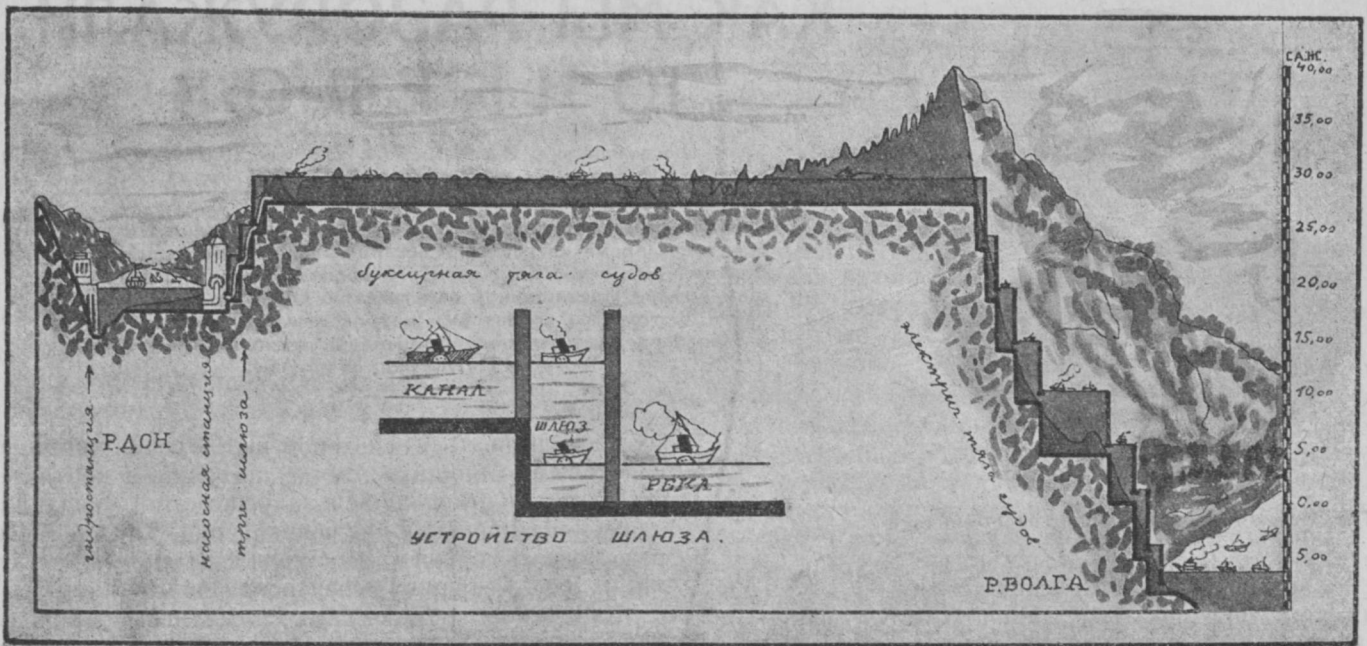 САЖ.
40,00
35,00
30,00
25,00
20,00
15,00
10,00
5,00
0.00
5,00
буксирная тяга судов
гидростанция
Р.ДОН
насосная станция
три шлюза
КАНАЛ
ШЛЮЗ
РЕКА
УСТРОЙСТВО ШЛЮЗА.
электрич. тяга судов
Р.ВОЛГА